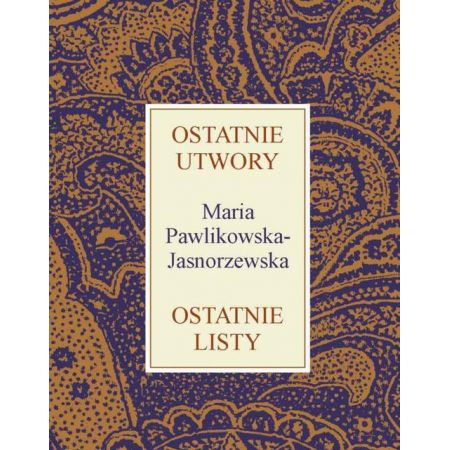 OSTATNIE
UTWORY
Maria
Pawlikowska-
Jasnorzewska
OSTATNIE
LISTY